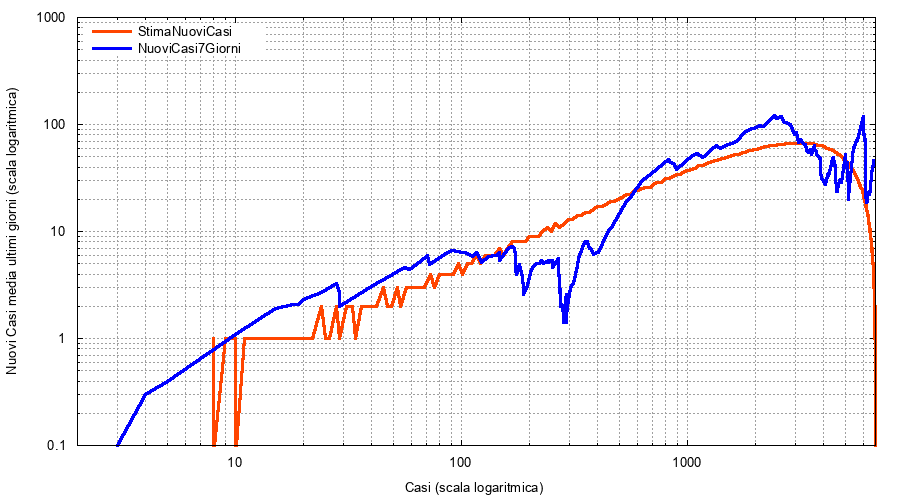 StimaNuoviCasi
NuoviCasi7Giorni
Nuovi Casi media ultimi giorni (scala logaritmica)
1000
100
10
1
0.1
10
100
1000
Casi (scala logaritmica)